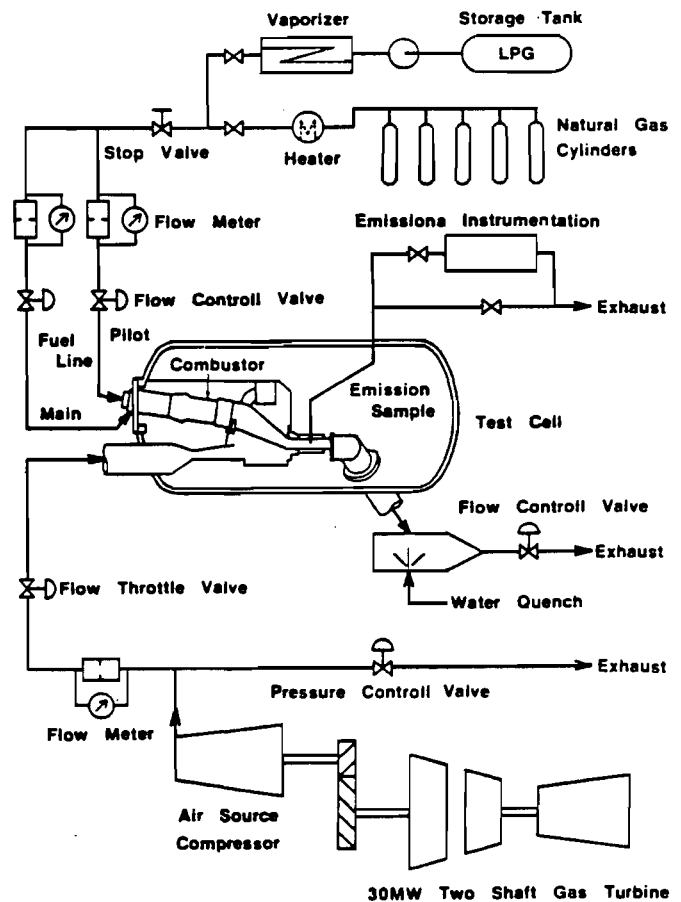 Vaporizer
Storage Tank
LPG
Stop Valve
Heater
Natural Gas
Cylinders
Flow Meter
Emissiona Instrumentation
Exhaust
Flow Controll Valve
Fuel
Line
Pilot
Main
Combustor
Emission
Sample
Test Cell
Flow Controll Valve
Exhaust
Water Quench
Flow Throttle Valve
Exhaust
Pressure Controll Valve
Flow Meter
Air Source
Compressor
30MW Two Shaft Gas Turbine